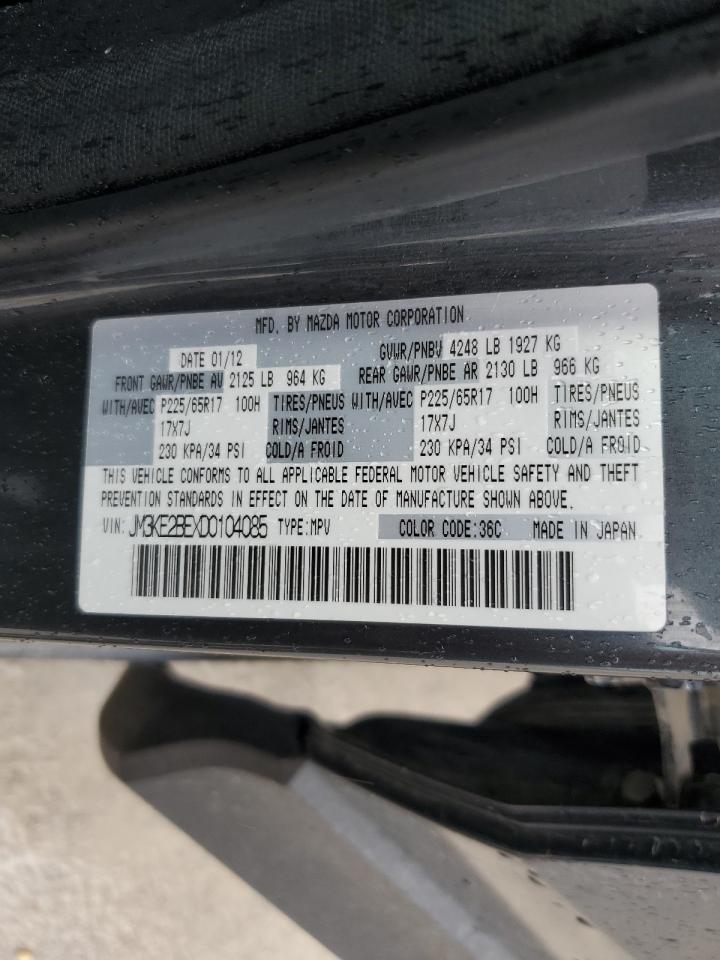 MFD. BY MAZDA MOTOR CORPORATION
DATE 01/12 GVWR/PNBV 4248 LB 1927 KG
FRONT GAWR/PNBE AV 2125 LB 964 KG REAR GAWR/PNBE AR 2130 LB 966 KG
WITH/AVEC P225/65R17 100H TIRES/PNEUS WITH/AVEC P225/65R17 100H TIRES/PNEUS
17X7J RIMS/JANTES 17X7J RIMS/JANTES
230 KPA/34 PSI COLD/A FROID 230 KPA/34 PSI COLD/A FROID
THIS VEHICLE CONFORMS TO ALL APPLICABLE FEDERAL MOTOR VEHICLE SAFETY AND THEFT
PREVENTION STANDARDS IN EFFECT ON THE DATE OF MANUFACTURE SHOWN ABOVE.
VIN: JM3KE2BEXD0104085 TYPE:MPV COLOR CODE:36C MADE IN JAPAN